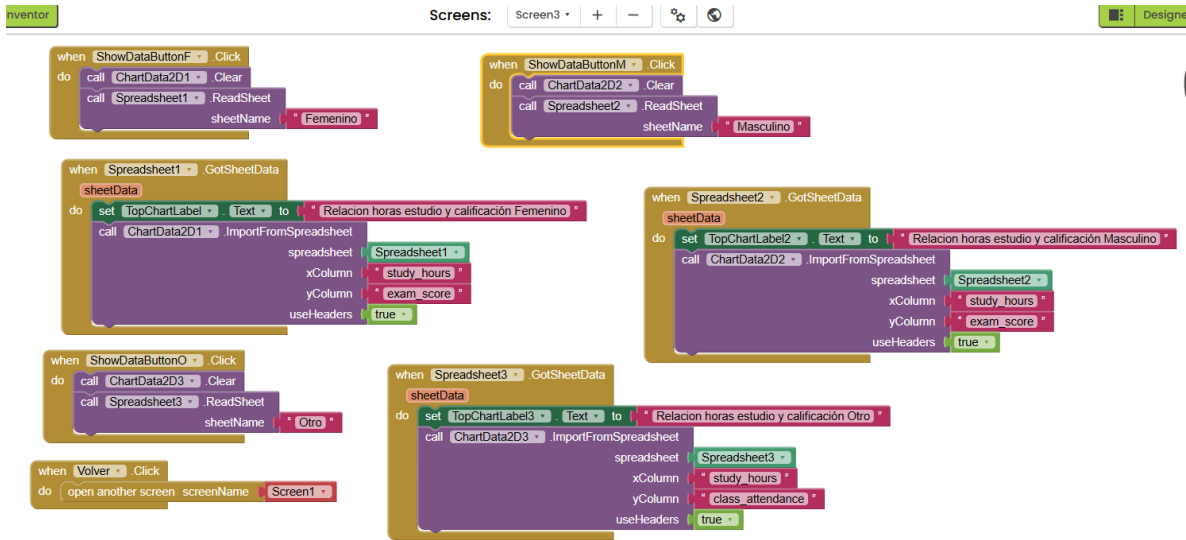 nventor
Screens: Screen3 + −
Designe
when ShowDataButtonF .Click
do call ChartData2D1 .Clear
call Spreadsheet1 .ReadSheet
sheetName " Femenino "
when ShowDataButtonM .Click
do call ChartData2D2 .Clear
call Spreadsheet2 .ReadSheet
sheetName " Masculino "
when Spreadsheet1 .GotSheetData
sheetData
do set TopChartLabel . Text to " Relacion horas estudio y calificación Femenino "
call ChartData2D1 .ImportFromSpreadsheet
spreadsheet Spreadsheet1
xColumn " study_hours "
yColumn " exam_score "
useHeaders true
when Spreadsheet2 .GotSheetData
sheetData
do set TopChartLabel2 . Text to " Relacion horas estudio y calificación Masculino "
call ChartData2D2 .ImportFromSpreadsheet
spreadsheet Spreadsheet2
xColumn " study_hours "
yColumn " exam_score "
useHeaders true
when ShowDataButtonO .Click
do call ChartData2D3 .Clear
call Spreadsheet3 .ReadSheet
sheetName " Otro "
when Spreadsheet3 .GotSheetData
sheetData
do set TopChartLabel3 . Text to " Relacion horas estudio y calificación Otro "
call ChartData2D3 .ImportFromSpreadsheet
spreadsheet Spreadsheet3
xColumn " study_hours "
yColumn " class_attendance "
useHeaders true
when Volver .Click
do open another screen screenName Screen1